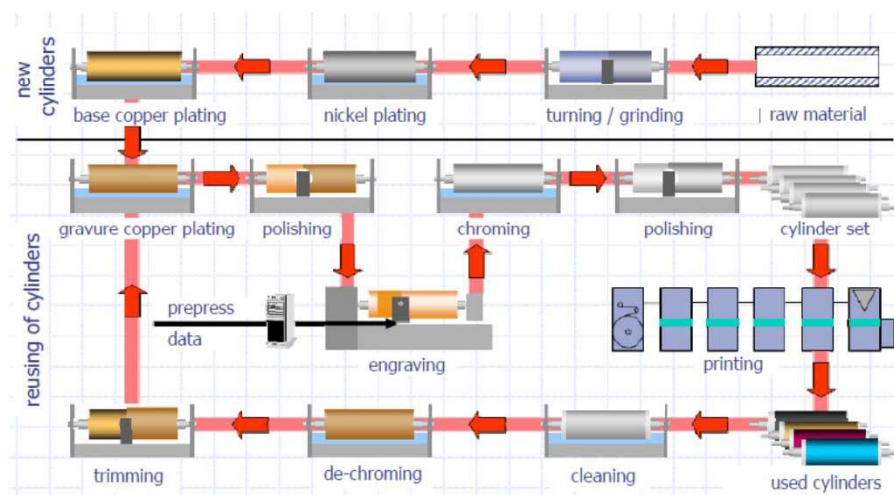 new
cylinders
base copper plating
nickel plating
turning / grinding
raw material
gravure copper plating
polishing
chroming
polishing
cylinder set
reusing of cylinders
prepress
data
engraving
printing
trimming
de-chroming
cleaning
used cylinders